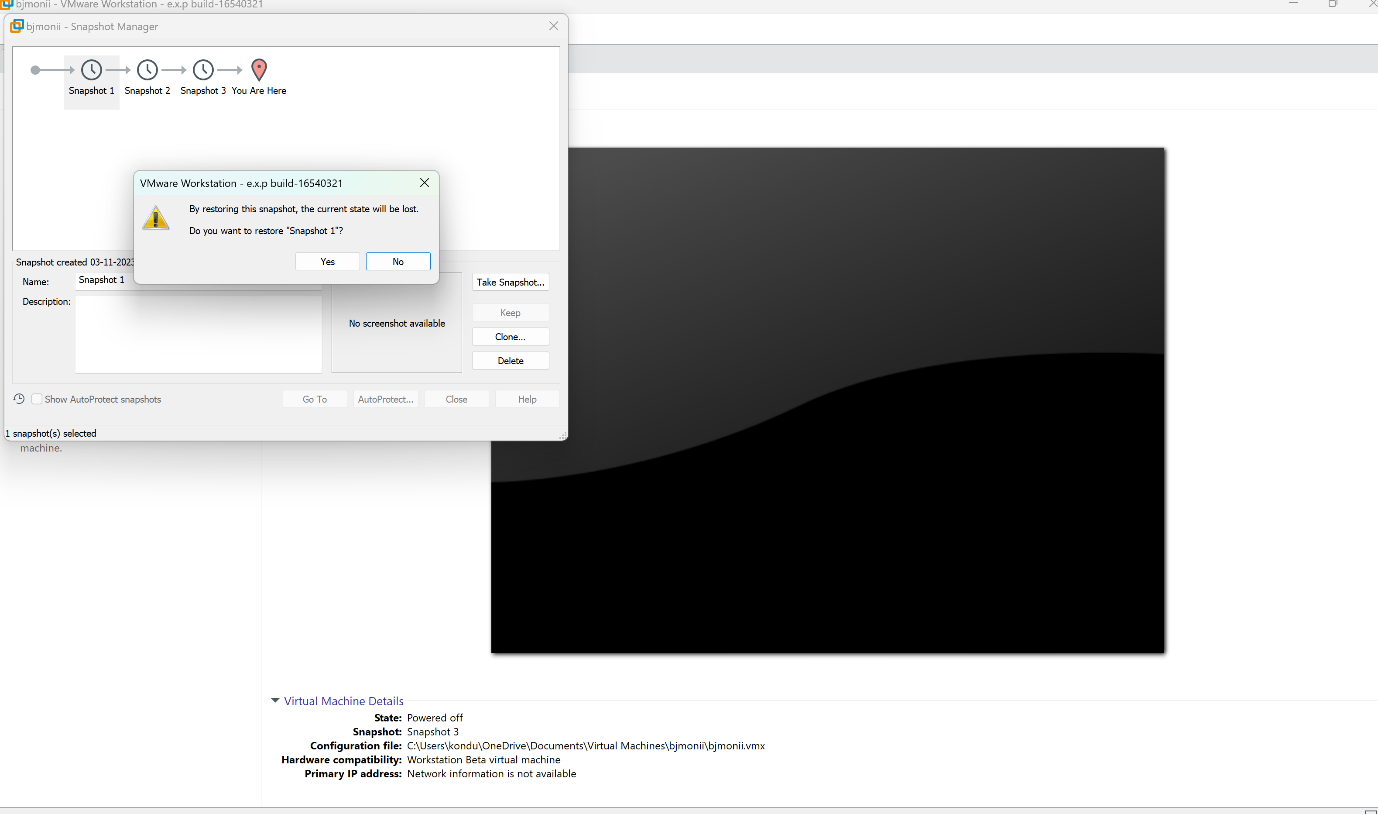 bjmonii - VMware Workstation - e.x.p build-16540321
bjmonii - Snapshot Manager
Snapshot 1
Snapshot 2
Snapshot 3
You Are Here
VMware Workstation - e.x.p build-16540321
By restoring this snapshot, the current state will be lost.
Do you want to restore "Snapshot 1"?
Yes
No
Snapshot created 03-11-2023
Name:
Snapshot 1
Description:
No screenshot available
Take Snapshot...
Keep
Clone...
Delete
Show AutoProtect snapshots
Go To
AutoProtect...
Close
Help
1 snapshot(s) selected
machine.
Virtual Machine Details
State: Powered off
Snapshot: Snapshot 3
Configuration file: C:\Users\kondu\OneDrive\Documents\Virtual Machines\bjmonii\bjmonii.vmx
Hardware compatibility: Workstation Beta virtual machine
Primary IP address: Network information is not available